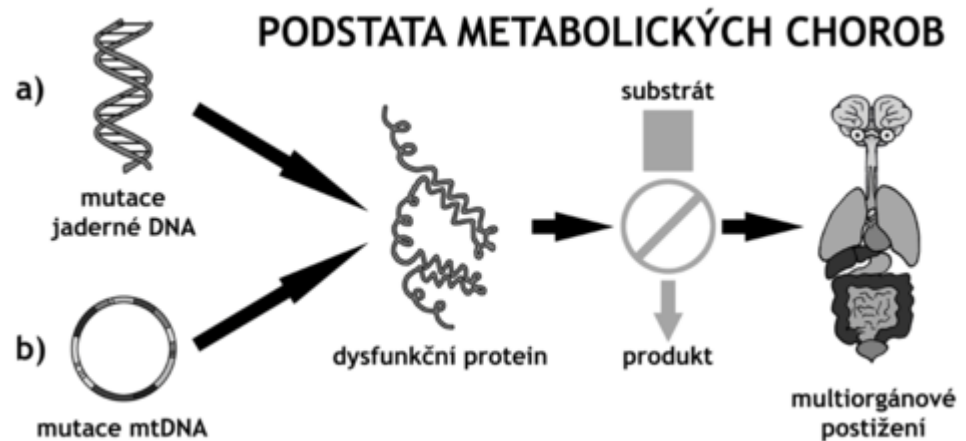 PODSTATA METABOLICKÝCH CHOROB
a)
mutace
jaderné DNA
b)
mutace mtDNA
dysfunkční protein
substrát
produkt
multiorgánové
postižení